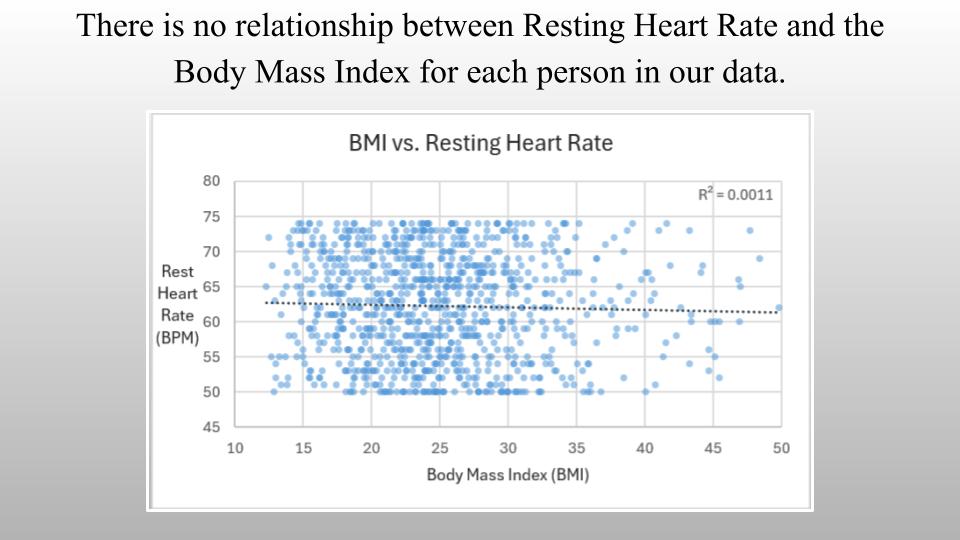 There is no relationship between Resting Heart Rate and the
Body Mass Index for each person in our data.
BMI vs. Resting Heart Rate
R² = 0.0011
80
75
70
65
60
55
50
45
Rest
Heart
Rate
(BPM)
10 15 20 25 30 35 40 45 50
Body Mass Index (BMI)